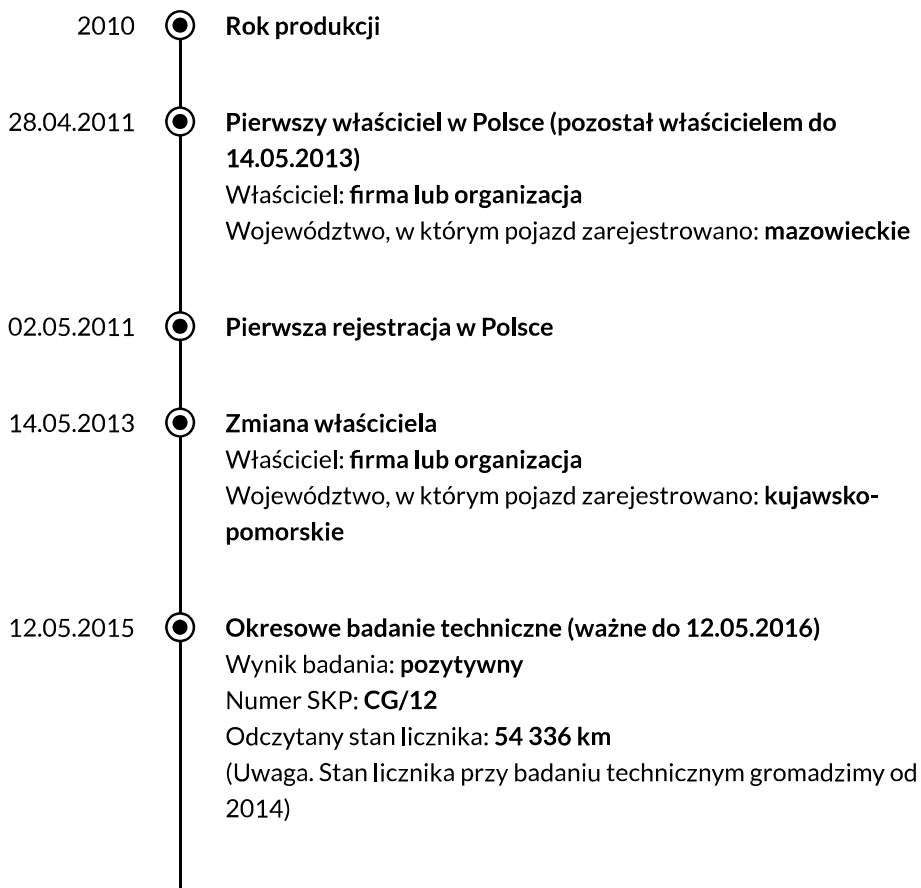 2010 Rok produkcji
28.04.2011 Pierwszy właściciel w Polsce (pozostał właścicielem do
14.05.2013)
Właściciel: firma lub organizacja
Województwo, w którym pojazd zarejestrowano: mazowieckie
02.05.2011 Pierwsza rejestracja w Polsce
14.05.2013 Zmiana właściciela
Właściciel: firma lub organizacja
Województwo, w którym pojazd zarejestrowano: kujawsko-
pomorskie
12.05.2015 Okresowe badanie techniczne (ważne do 12.05.2016)
Wynik badania: pozytywny
Numer SKP: CG/12
Odczytany stan licznika: 54 336 km
(Uwaga. Stan licznika przy badaniu technicznym gromadzimy od
2014)